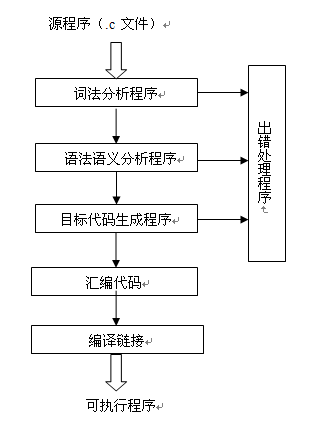 源程序（.c 文件）
词法分析程序
语法语义分析程序
目标代码生成程序
出错处理程序
汇编代码
编译链接
可执行程序